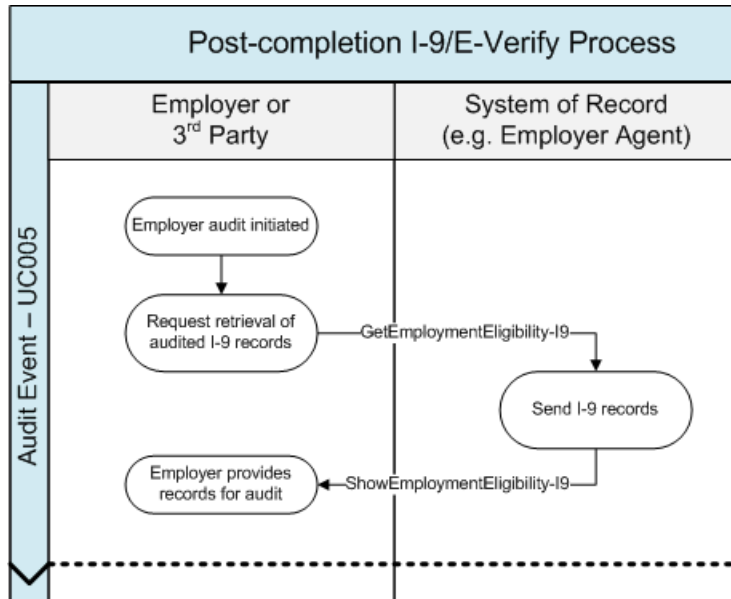 Post-completion I-9/E-Verify Process
Employer or
3rd Party
System of Record
(e.g. Employer Agent)
Audit Event – UC005
Employer audit initiated
Request retrieval of
audited I-9 records
GetEmploymentEligibility-I9
Send I-9 records
Employer provides
records for audit
ShowEmploymentEligibility-I9